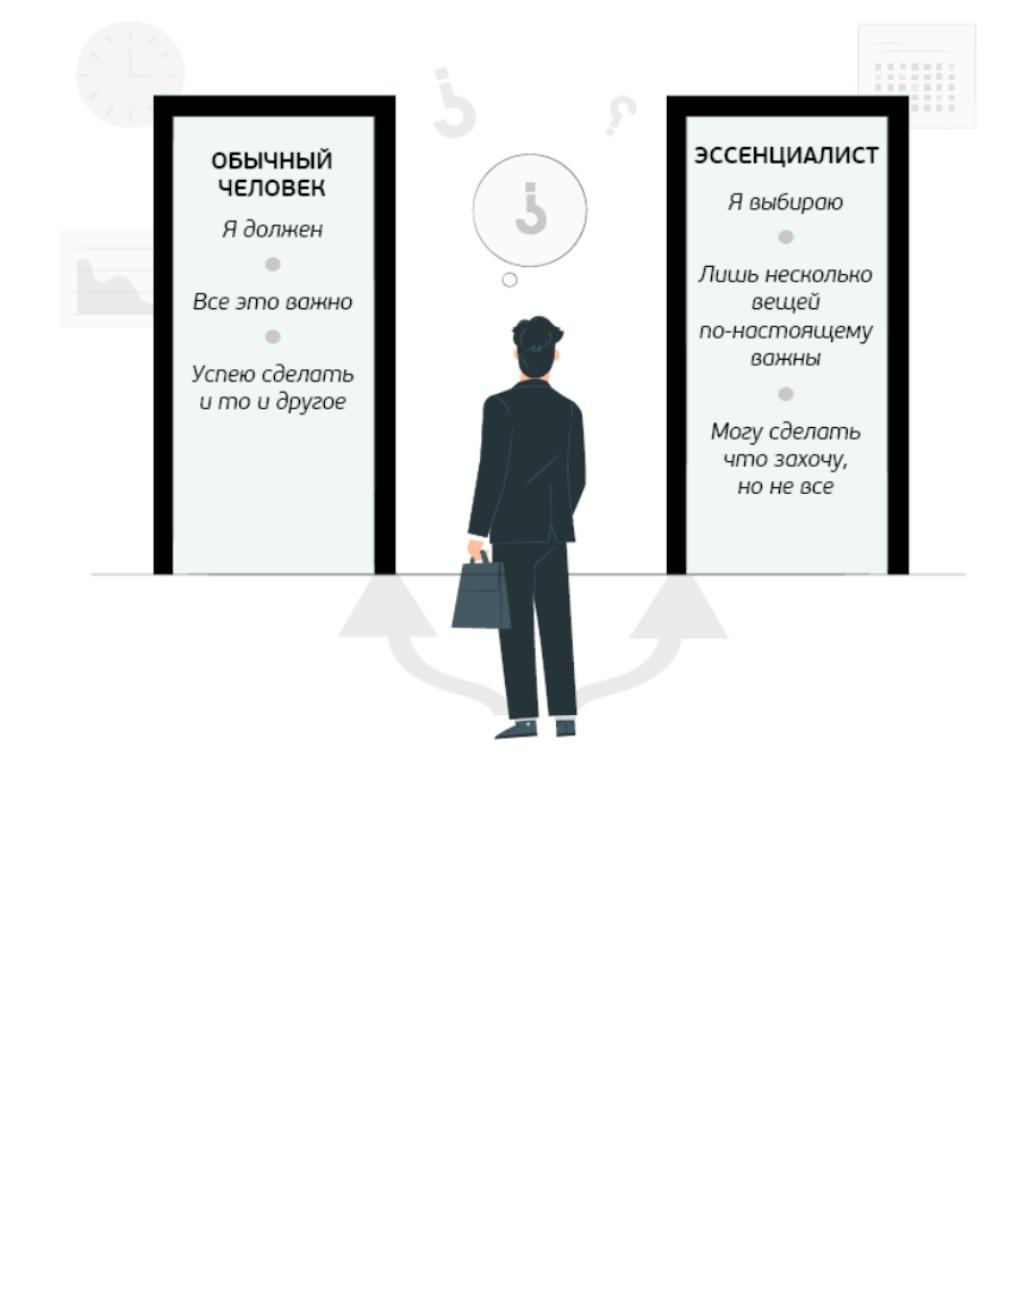 ОБЫЧНЫЙ
ЧЕЛОВЕК
Я должен
Все это важно
Успею сделать
и то и другое
ЭССЕНЦИАЛИСТ
Я выбираю
Лишь несколько
вещей
по-настоящему
важны
Могу сделать
что захочу,
но не все